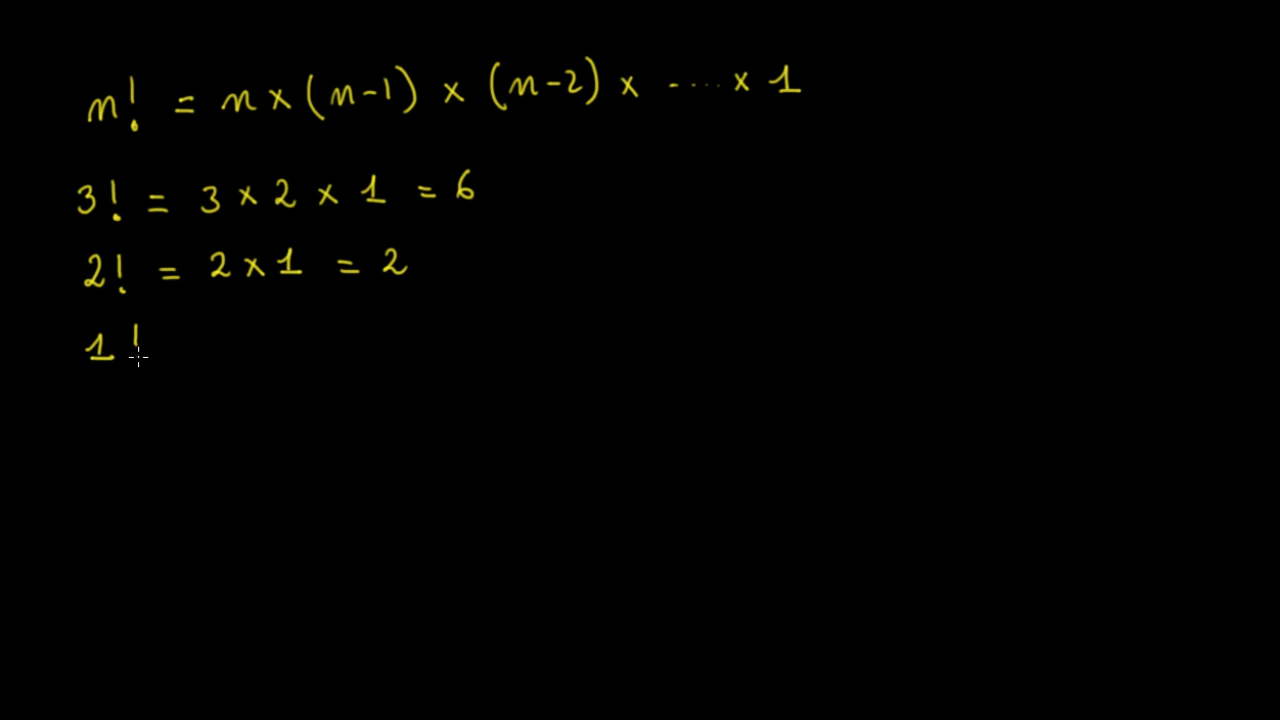 n! = n × (n-1) × (n-2) × ..... × 1
3! = 3 × 2 × 1 = 6
2! = 2 × 1 = 2
1!